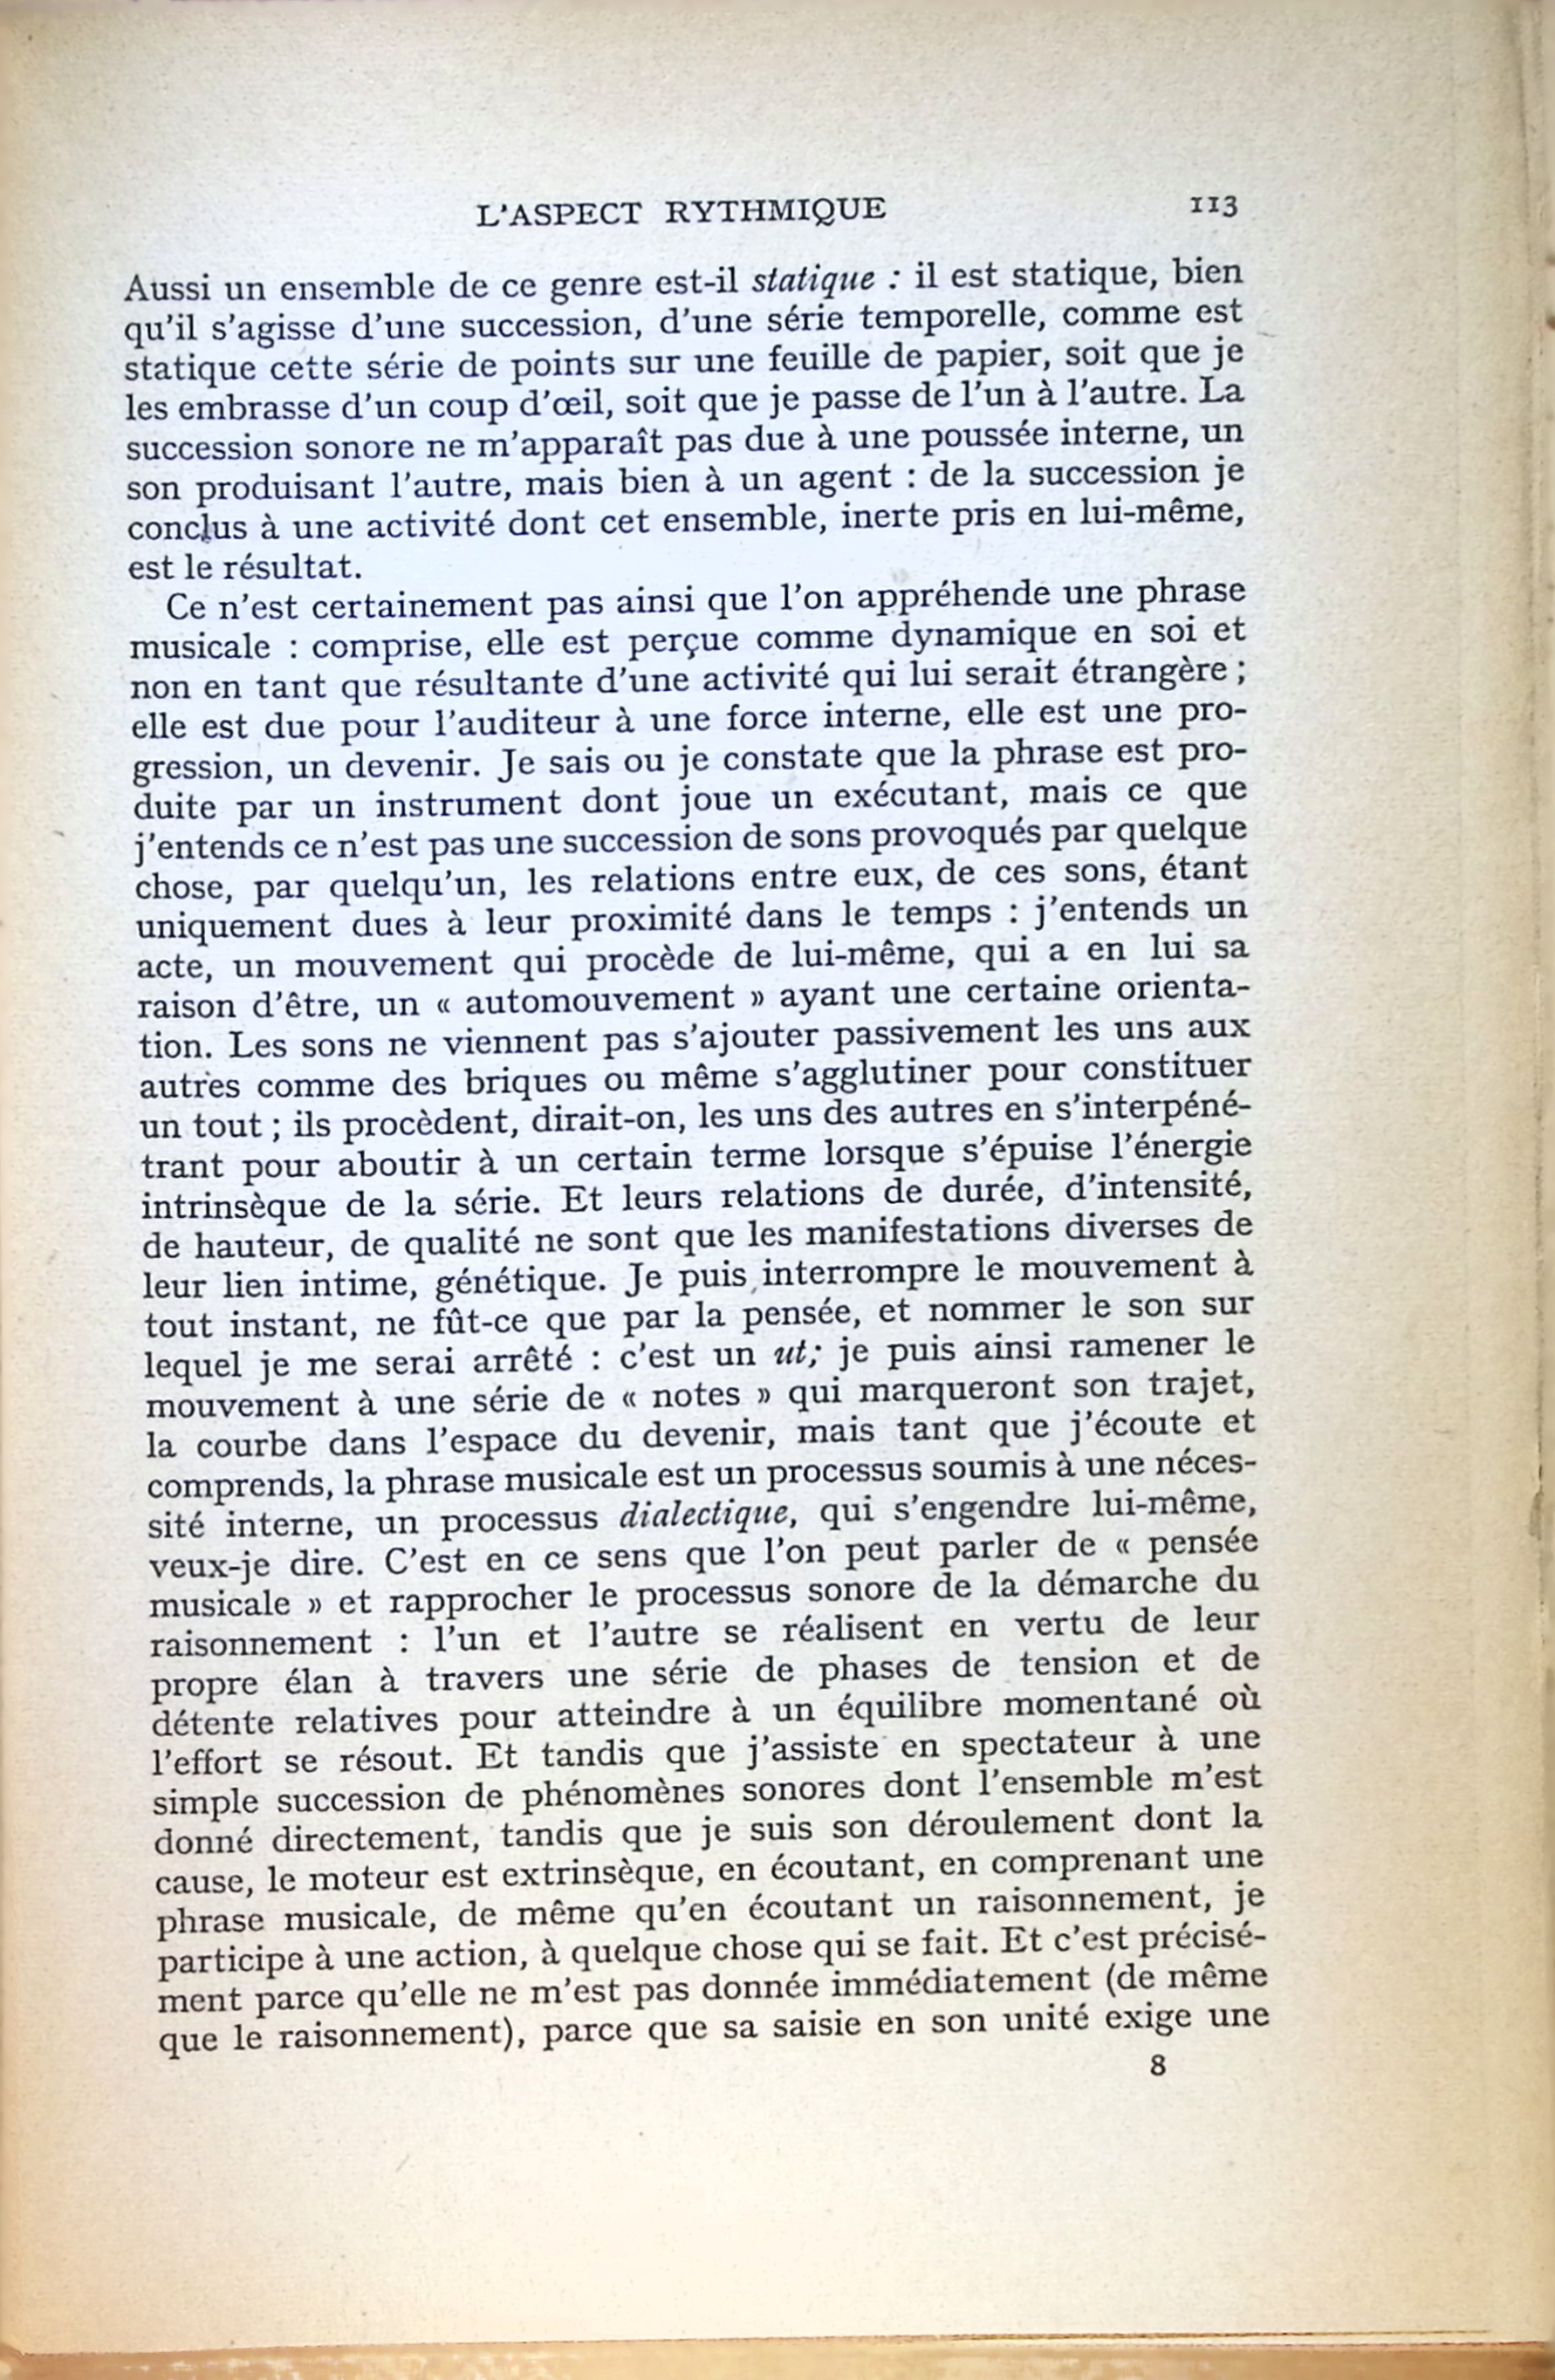 L'ASPECT RYTHMIQUE 113
Aussi un ensemble de ce genre est-il statique : il est statique, bien
qu'il s'agisse d'une succession, d'une série temporelle, comme est
statique cette série de points sur une feuille de papier, soit que je
les embrasse d'un coup d'œil, soit que je passe de l'un à l'autre. La
succession sonore ne m'apparaît pas due à une poussée interne, un
son produisant l'autre, mais bien à un agent : de la succession je
conclus à une activité dont cet ensemble, inerte pris en lui-même,
est le résultat.
Ce n'est certainement pas ainsi que l'on appréhende une phrase
musicale : comprise, elle est perçue comme dynamique en soi et
non en tant que résultante d'une activité qui lui serait étrangère ;
elle est due pour l'auditeur à une force interne, elle est une pro-
gression, un devenir. Je sais ou je constate que la phrase est pro-
duite par un instrument dont joue un exécutant, mais ce que
j'entends ce n'est pas une succession de sons provoqués par quelque
chose, par quelqu'un, les relations entre eux, de ces sons, étant
uniquement dues à leur proximité dans le temps : j'entends un
acte, un mouvement qui procède de lui-même, qui a en lui sa
raison d'être, un « automouvement » ayant une certaine orienta-
tion. Les sons ne viennent pas s'ajouter passivement les uns aux
autres comme des briques ou même s'agglutiner pour constituer
un tout ; ils procèdent, dirait-on, les uns des autres en s'interpéné-
trant pour aboutir à un certain terme lorsque s'épuise l'énergie
intrinsèque de la série. Et leurs relations de durée, d'intensité,
de hauteur, de qualité ne sont que les manifestations diverses de
leur lien intime, génétique. Je puis interrompre le mouvement à
tout instant, ne fût-ce que par la pensée, et nommer le son sur
lequel je me serai arrêté : c'est un ut; je puis ainsi ramener le
mouvement à une série de « notes » qui marqueront son trajet,
la courbe dans l'espace du devenir, mais tant que j'écoute et
comprends, la phrase musicale est un processus soumis à une néces-
sité interne, un processus dialectique, qui s'engendre lui-même,
veux-je dire. C'est en ce sens que l'on peut parler de « pensée
musicale » et rapprocher le processus sonore de la démarche du
raisonnement : l'un et l'autre se réalisent en vertu de leur
propre élan à travers une série de phases de tension et de
détente relatives pour atteindre à un équilibre momentané où
l'effort se résout. Et tandis que j'assiste en spectateur à une
simple succession de phénomènes sonores dont l'ensemble m'est
donné directement, tandis que je suis son déroulement dont la
cause, le moteur est extrinsèque, en écoutant, en comprenant une
phrase musicale, de même qu'en écoutant un raisonnement, je
participe à une action, à quelque chose qui se fait. Et c'est précisé-
ment parce qu'elle ne m'est pas donnée immédiatement (de même
que le raisonnement), parce que sa saisie en son unité exige une
8